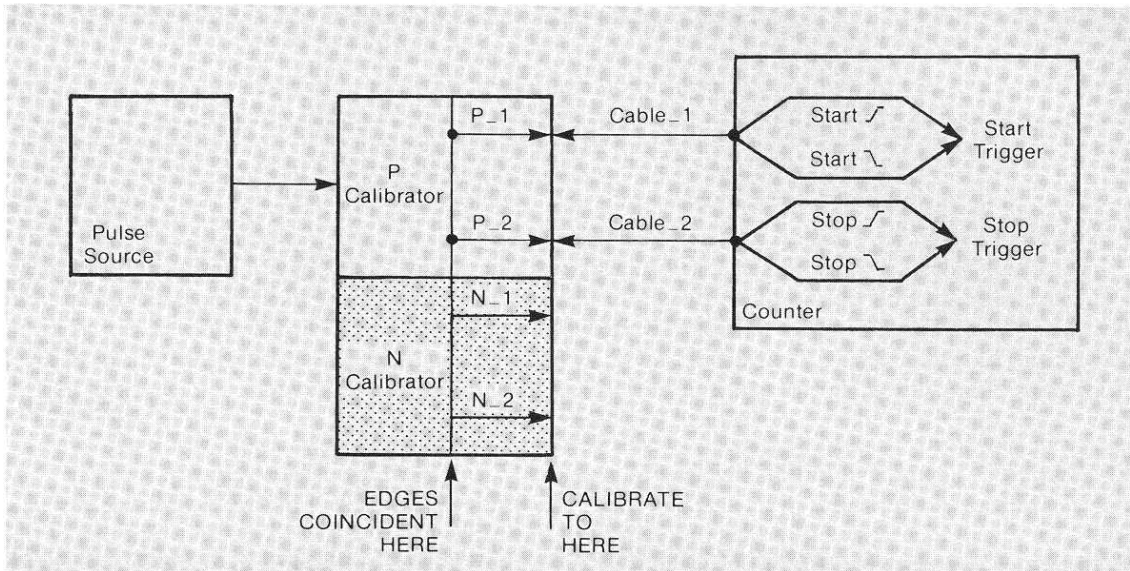 Pulse
Source
P
Calibrator
P_1
P_2
N
Calibrator
N_1
N_2
Cable_1
Cable_2
Start
Start
Start
Trigger
Stop
Stop
Stop
Trigger
Counter
EDGES
COINCIDENT
HERE
CALIBRATE
TO
HERE